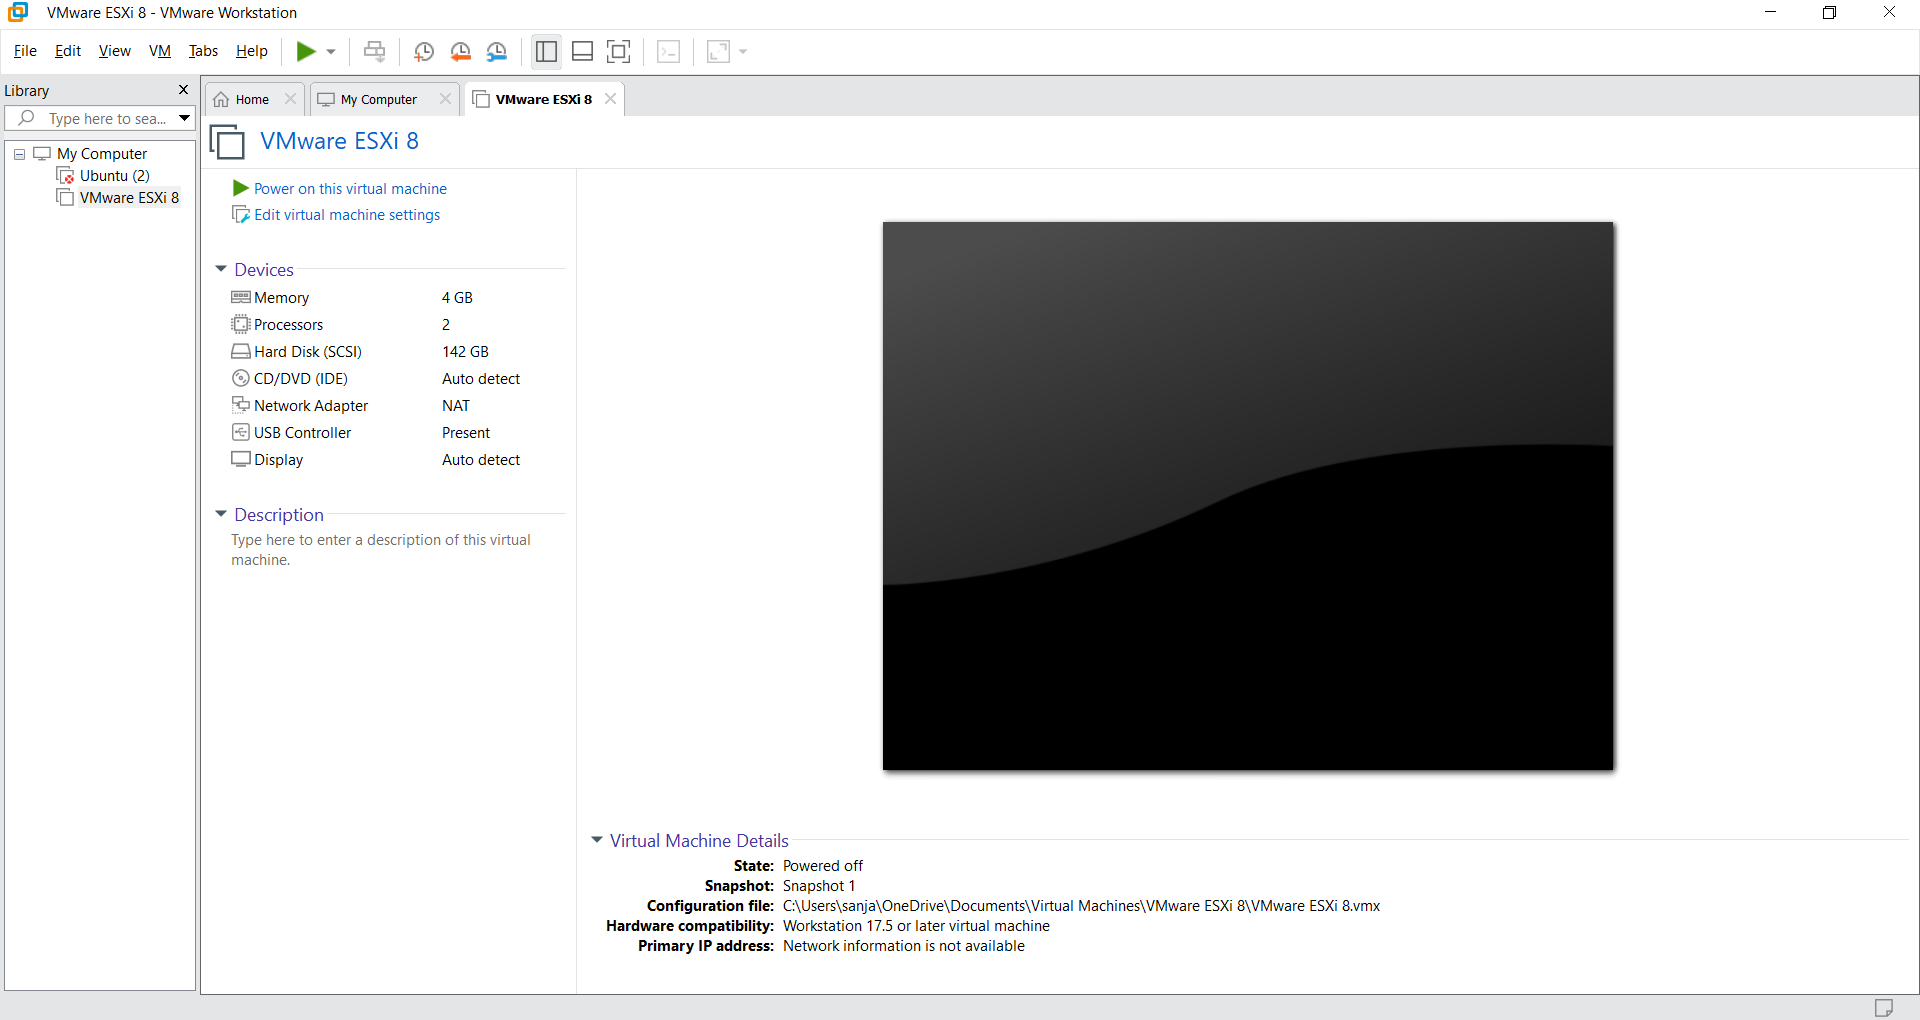 VMware ESXi 8 - VMware Workstation
File Edit View VM Tabs Help
Library
Type here to sea...
My Computer
Ubuntu (2)
VMware ESXi 8
Home
My Computer
VMware ESXi 8
VMware ESXi 8
Power on this virtual machine
Edit virtual machine settings
Devices
Memory 4 GB
Processors 2
Hard Disk (SCSI) 142 GB
CD/DVD (IDE) Auto detect
Network Adapter NAT
USB Controller Present
Display Auto detect
Description
Type here to enter a description of this virtual
machine.
Virtual Machine Details
State: Powered off
Snapshot: Snapshot 1
Configuration file: C:\Users\sanja\OneDrive\Documents\Virtual Machines\VMware ESXi 8\VMware ESXi 8.vmx
Hardware compatibility: Workstation 17.5 or later virtual machine
Primary IP address: Network information is not available